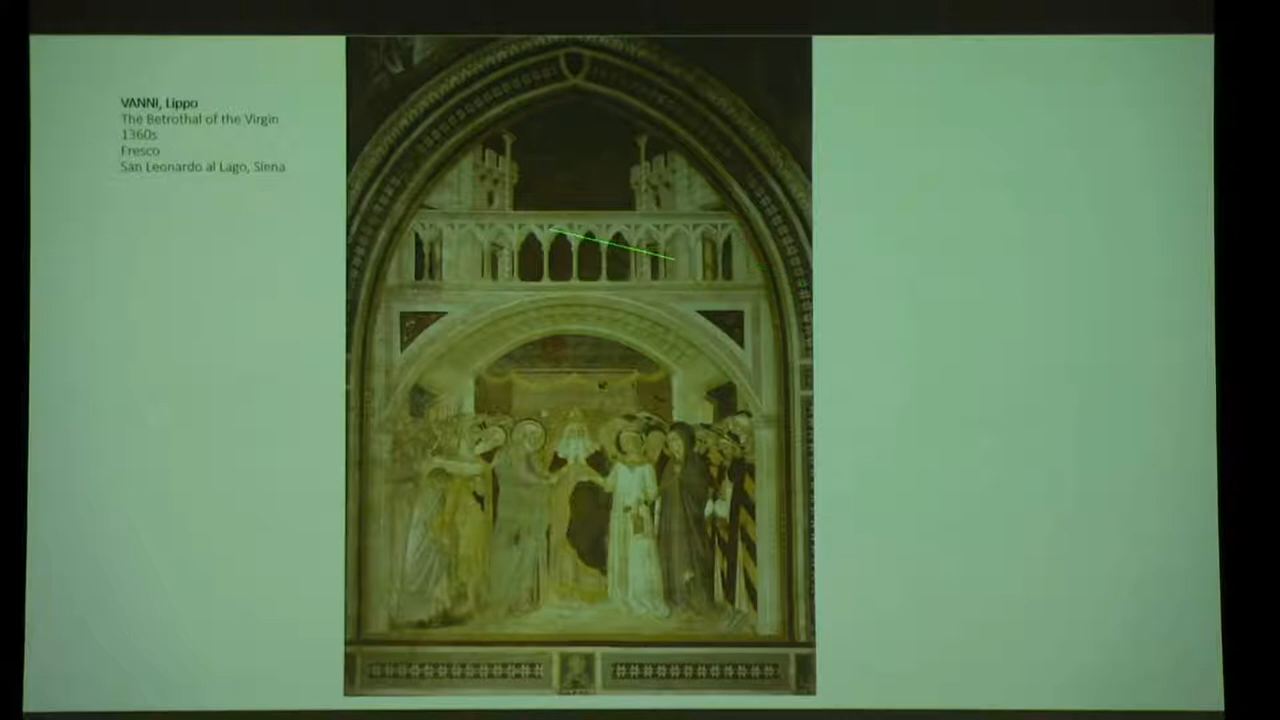 VANNI, Lippo
The Betrothal of the Virgin
1360s
Fresco
San Leonardo al Lago, Siena